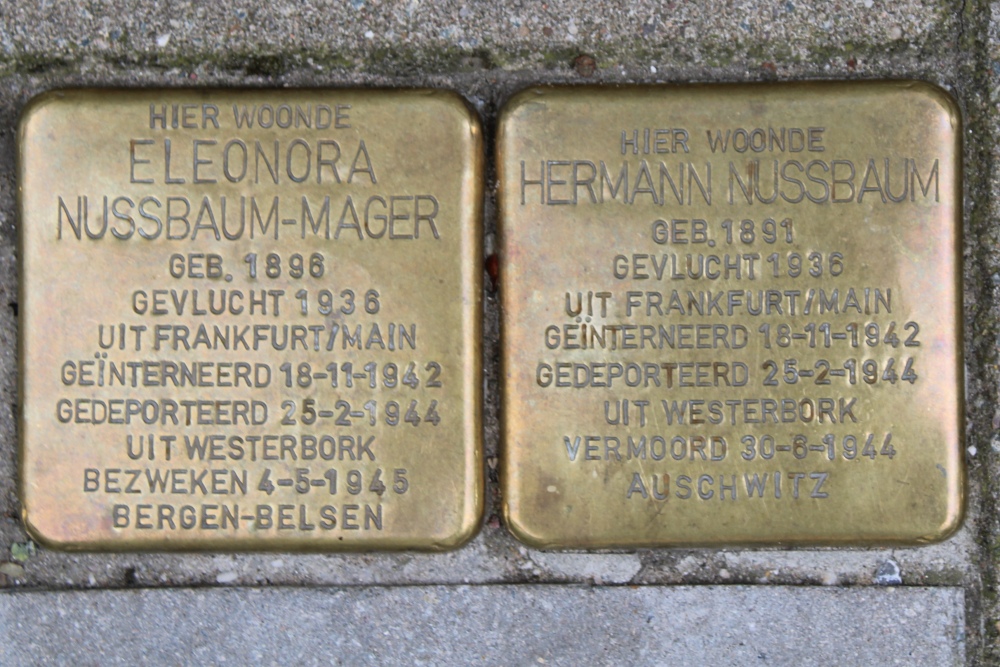 HIER WOONDE
ELEONORA
NUSSBAUM-MAGER
GEB. 1896
GEVLUCHT 1936
UIT FRANKFURT/MAIN
GEÏNTERNEERD 18-11-1942
GEDEPORTEERD 25-2-1944
UIT WESTERBORK
BEZWEKEN 4-5-1945
BERGEN-BELSEN
HIER WOONDE
HERMANN NUSSBAUM
GEB. 1891
GEVLUCHT 1936
UIT FRANKFURT/MAIN
GEÏNTERNEERD 18-11-1942
GEDEPORTEERD 25-2-1944
UIT WESTERBORK
VERMOORD 30-6-1944
AUSCHWITZ